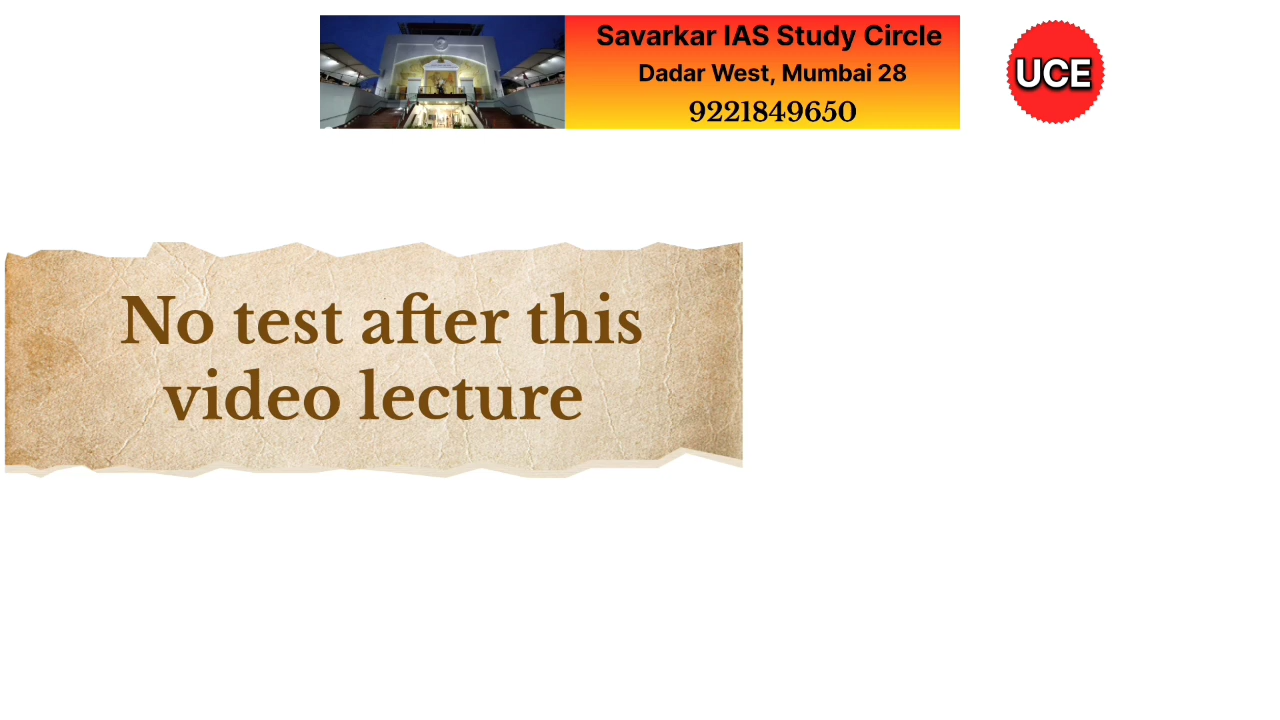 Savarkar IAS Study Circle
Dadar West, Mumbai 28
9221849650
UCE
No test after this
video lecture